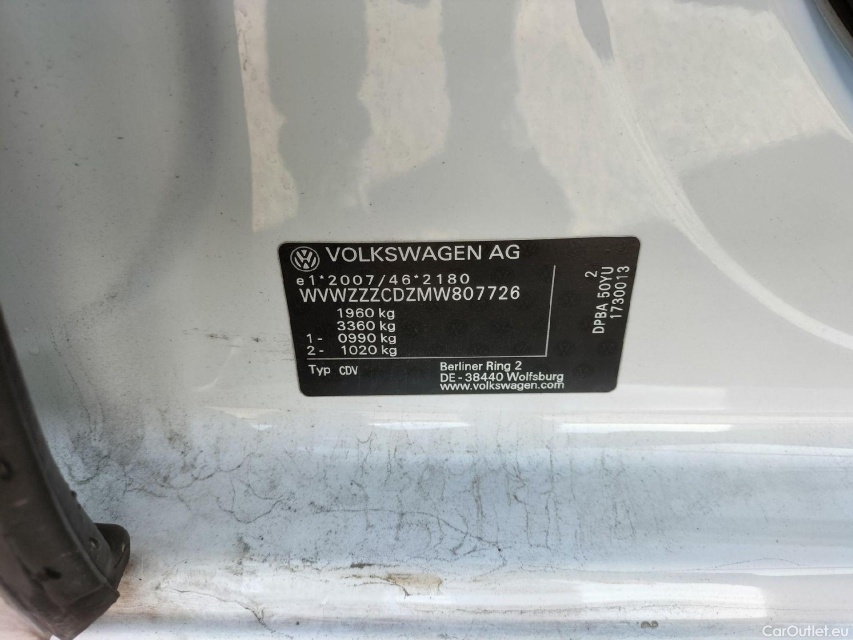 VOLKSWAGEN AG
e1*2007/46*2180
WVWZZZCDZMW807726
1960 kg
3360 kg
1- 0990 kg
2- 1020 kg
Typ CDV
Berliner Ring 2
DE-38440 Wolfsburg
www.volkswagen.com
2
DPBA 50YU
1730013
CarOutlet.eu